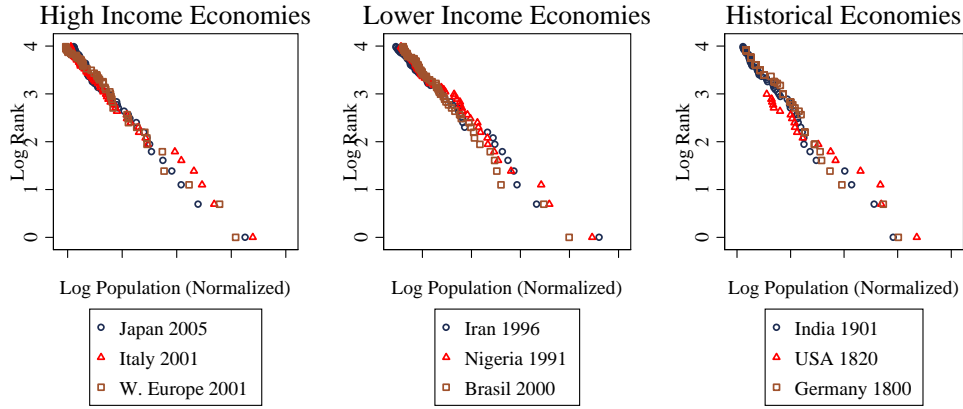 High Income Economies
Log Rank
4
3
2
1
0
Log Population (Normalized)
Japan 2005
Italy 2001
W. Europe 2001
Lower Income Economies
Log Rank
4
3
2
1
0
Log Population (Normalized)
Iran 1996
Nigeria 1991
Brasil 2000
Historical Economies
Log Rank
4
3
2
1
0
Log Population (Normalized)
India 1901
USA 1820
Germany 1800